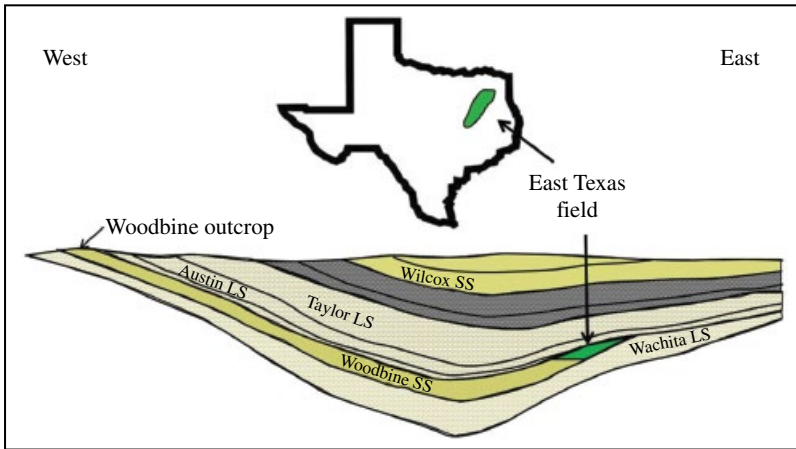 West
East
East Texas
field
Woodbine outcrop
Wilcox SS
Austin LS
Taylor LS
Wachita LS
Woodbine SS